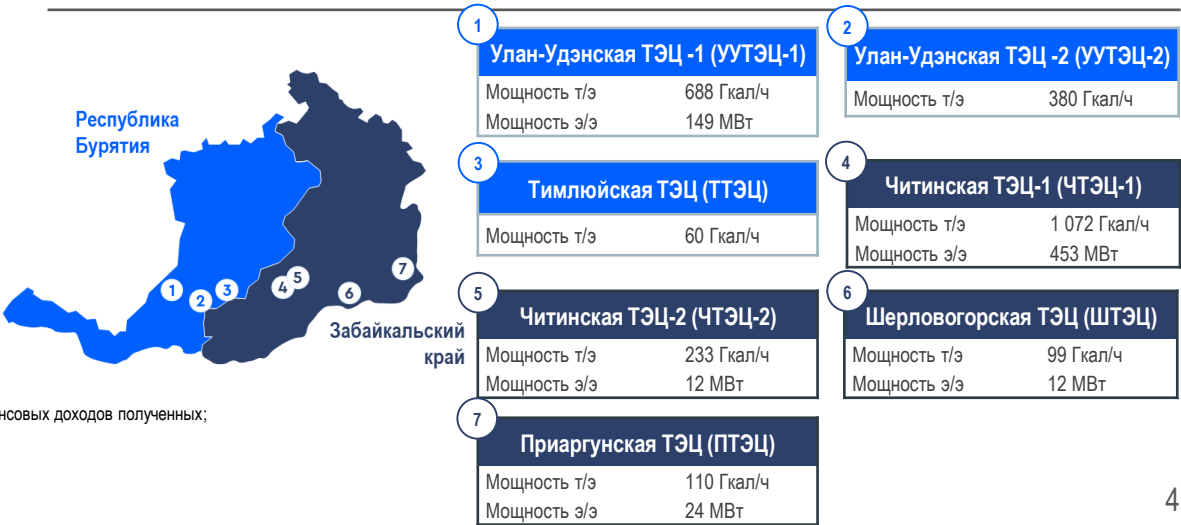 Республика
Бурятия
1
2
3
4
5
6
7
Забайкальский
край
нсовых доходов полученных;
1
Улан-Удэнская ТЭЦ -1 (УУТЭЦ-1)
Мощность т/э 688 Гкал/ч
Мощность э/э 149 МВт
2
Улан-Удэнская ТЭЦ -2 (УУТЭЦ-2)
Мощность т/э 380 Гкал/ч
3
Тимлюйская ТЭЦ (ТТЭЦ)
Мощность т/э 60 Гкал/ч
4
Читинская ТЭЦ-1 (ЧТЭЦ-1)
Мощность т/э 1 072 Гкал/ч
Мощность э/э 453 МВт
5
Читинская ТЭЦ-2 (ЧТЭЦ-2)
Мощность т/э 233 Гкал/ч
Мощность э/э 12 МВт
6
Шерловогорская ТЭЦ (ШТЭЦ)
Мощность т/э 99 Гкал/ч
Мощность э/э 12 МВт
7
Приаргунская ТЭЦ (ПТЭЦ)
Мощность т/э 110 Гкал/ч
Мощность э/э 24 МВт
4